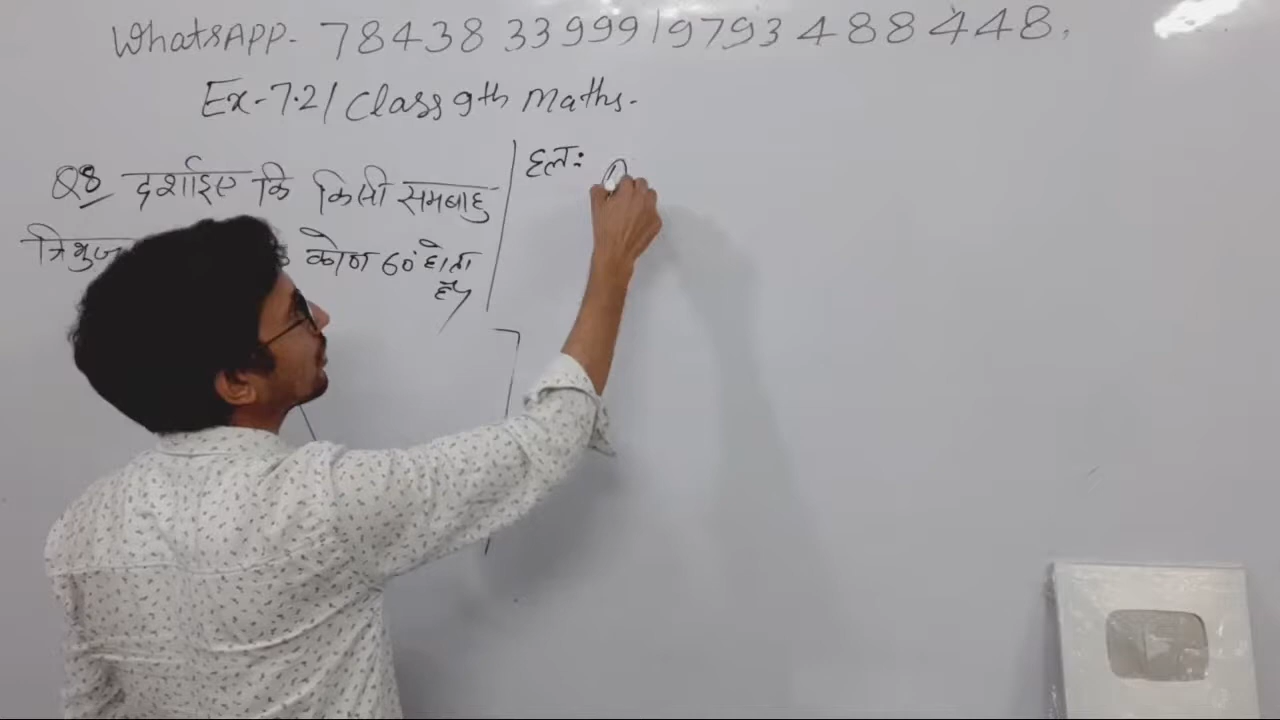 WhatsAPP- 78438 33999/9793488448.
Ex-7.2/ Class 9th Maths-
Q8 दर्शाइए कि किसी समबाहु
हल:
त्रिभुज कोण 60° होता
है।